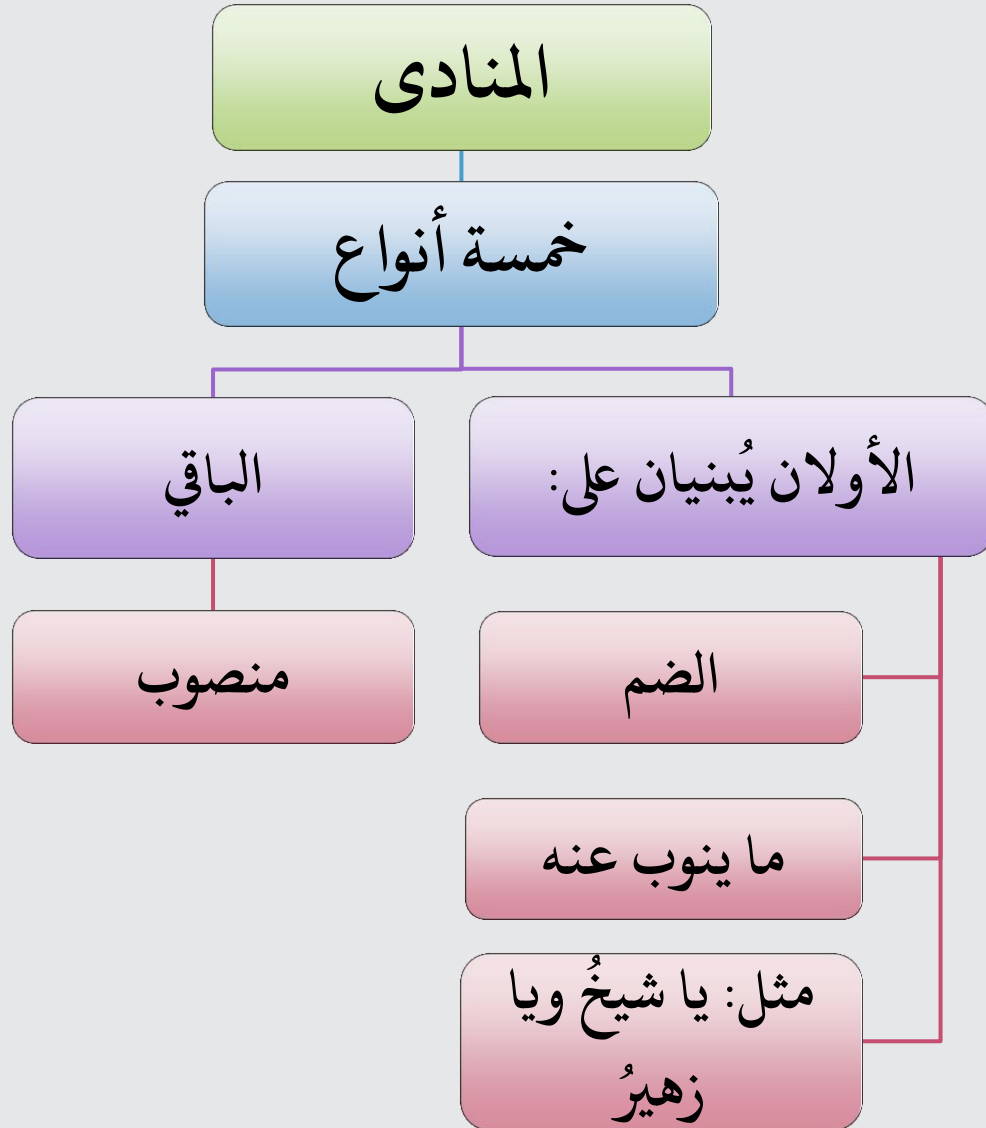 المنادى
خمسة أنواع
الأولان يُبنيان على:
الضم
ما ينوب عنه
مثل: يا شيخُ ويا
زهيرُ
الباقي
منصوب